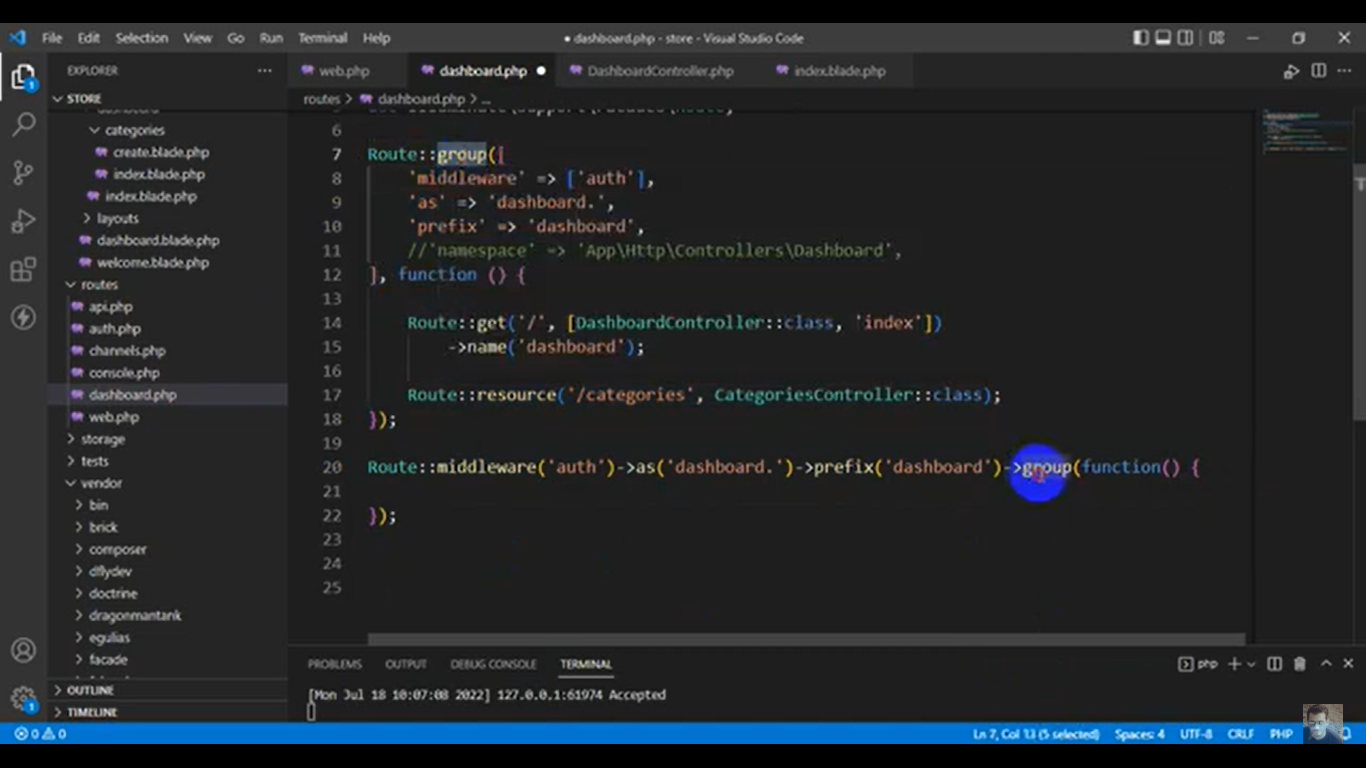 File Edit Selection View Go Run Terminal Help
● dashboard.php - store - Visual Studio Code
EXPLORER
web.php
dashboard.php
DashboardController.php
index.blade.php
STORE
routes > dashboard.php > ...
categories
create.blade.php
index.blade.php
index.blade.php
layouts
dashboard.blade.php
welcome.blade.php
routes
api.php
auth.php
channels.php
console.php
dashboard.php
web.php
storage
tests
vendor
bin
brick
composer
dflydev
doctrine
dragonmantank
egulias
facade
OUTLINE
TIMELINE
6
7 Route::group([
8 'middleware' => ['auth'],
9 'as' => 'dashboard.',
10 'prefix' => 'dashboard',
11 //'namespace' => 'App\Http\Controllers\Dashboard',
12 ], function () {
13
14 Route::get('/', [DashboardController::class, 'index'])
15 ->name('dashboard');
16
17 Route::resource('/categories', CategoriesController::class);
18 });
19
20 Route::middleware('auth')->as('dashboard.')->prefix('dashboard')->group(function() {
21
22 });
23
24
25
PROBLEMS OUTPUT DEBUG CONSOLE TERMINAL
php
[Mon Jul 18 10:07:08 2022] 127.0.0.1:61974 Accepted
0 0
Ln 7, Col 13 (5 selected) Spaces: 4 UTF-8 CRLF PHP